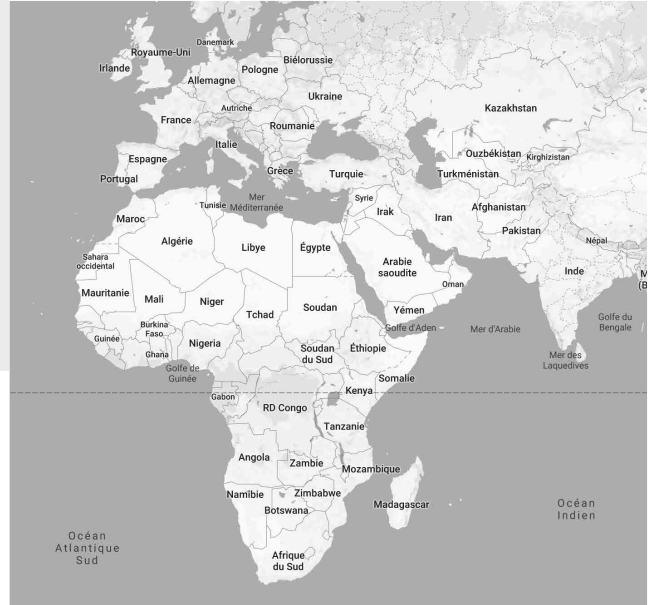 Danemark
Royaume-Uni
Irlande
Biélorussie
Pologne
Allemagne
Ukraine
Autriche
Kazakhstan
France
Roumanie
Italie
Ouzbékistan
Kirghizistan
Espagne
Grèce
Turquie
Turkménistan
Portugal
Mer
Méditerranée
Syrie
Tunisie
Afghanistan
Irak
Iran
Maroc
Pakistan
Algérie
Libye
Égypte
Népal
Sahara
occidental
Arabie
saoudite
Inde
M
(B
Oman
Mauritanie
Mali
Niger
Soudan
Yémen
Tchad
Golfe du
Bengale
Burkina
Faso
Golfe d'Aden
Mer d'Arabie
Guinée
Nigeria
Ghana
Soudan
du Sud
Éthiopie
Mer des
Laquedives
Golfe de
Guinée
Somalie
Kenya
Gabon
RD Congo
Tanzanie
Angola
Zambie
Mozambique
Namibie
Zimbabwe
Botswana
Madagascar
Océan
Indien
Océan
Atlantique
Sud
Afrique
du Sud